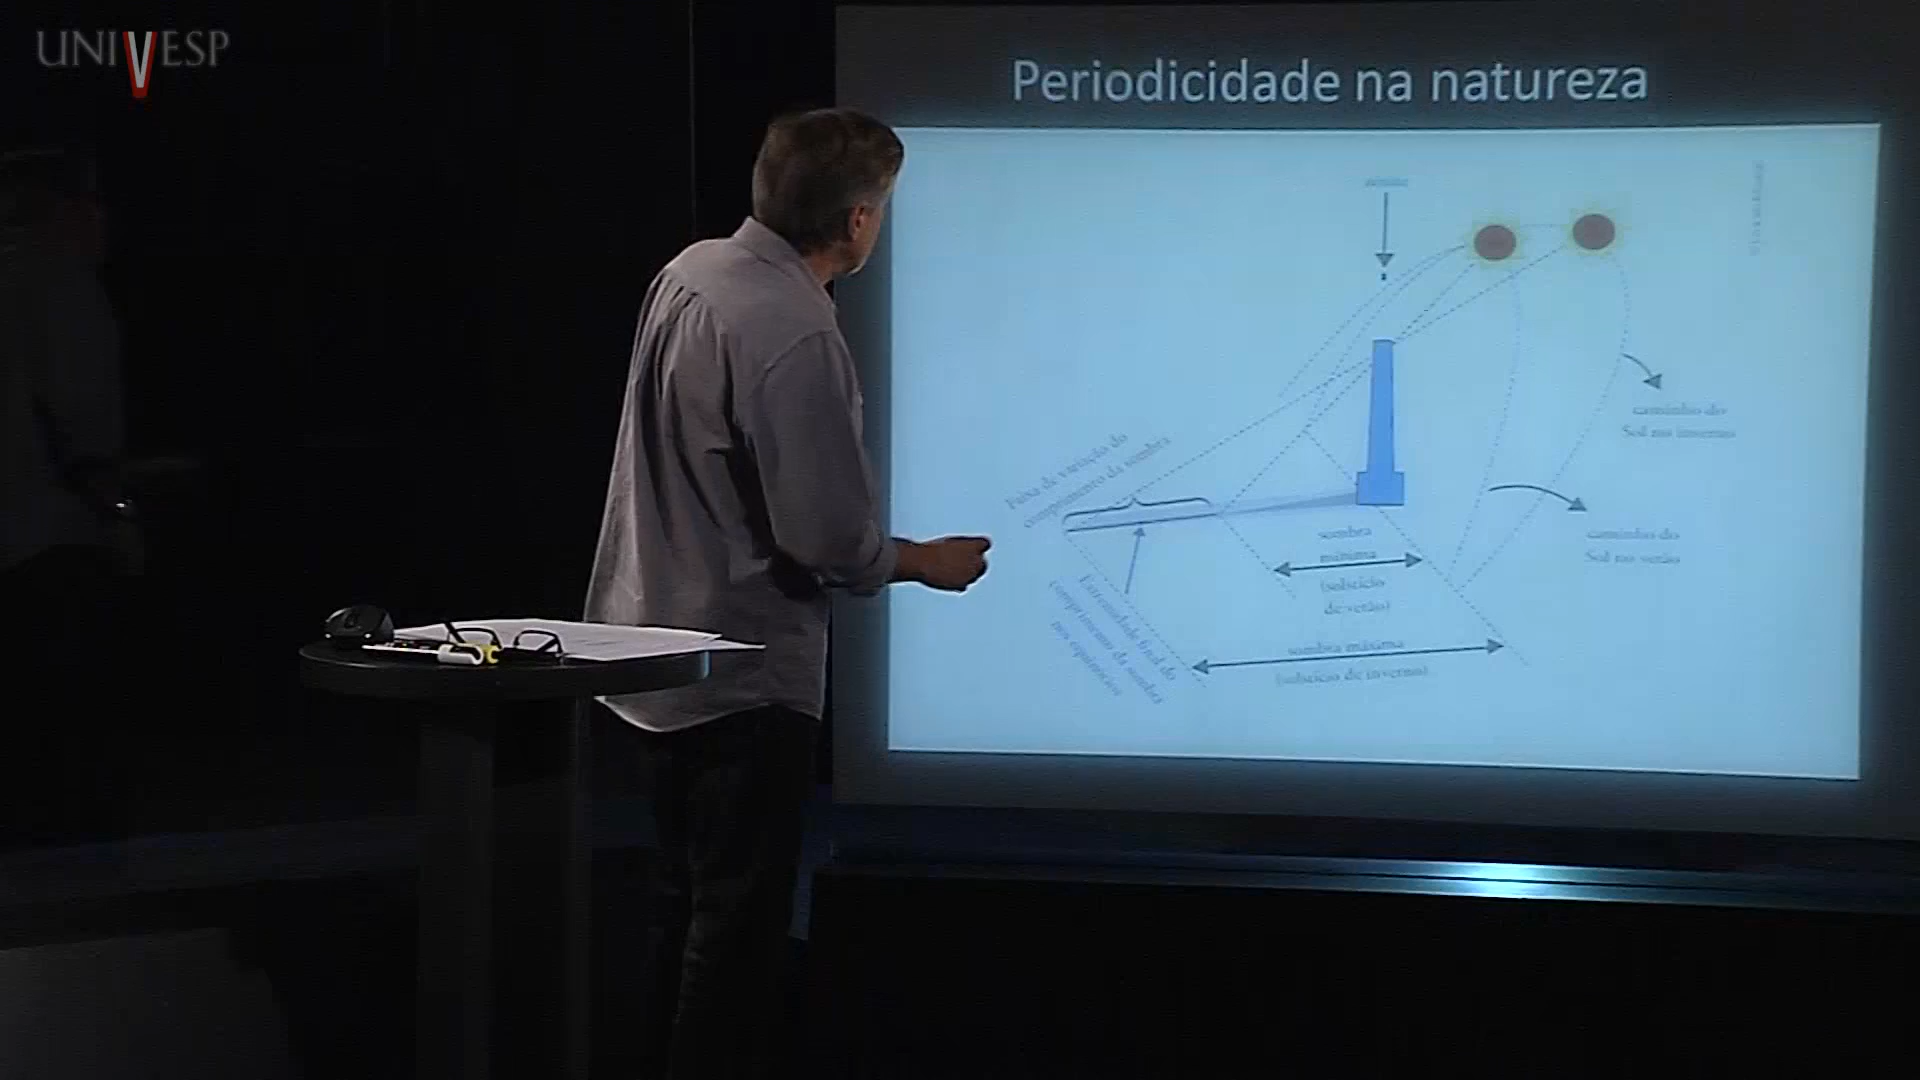 UNIVESP
Periodicidade na natureza
zênite
caminho do
Sol no inverno
Faixa de variação do
comprimento da sombra
caminho do
Sol no verão
sombra
mínima
(solstício
de verão)
Extremidade final do
comprimento da sombra
nos equinócios
sombra máxima
(solstício de inverno)